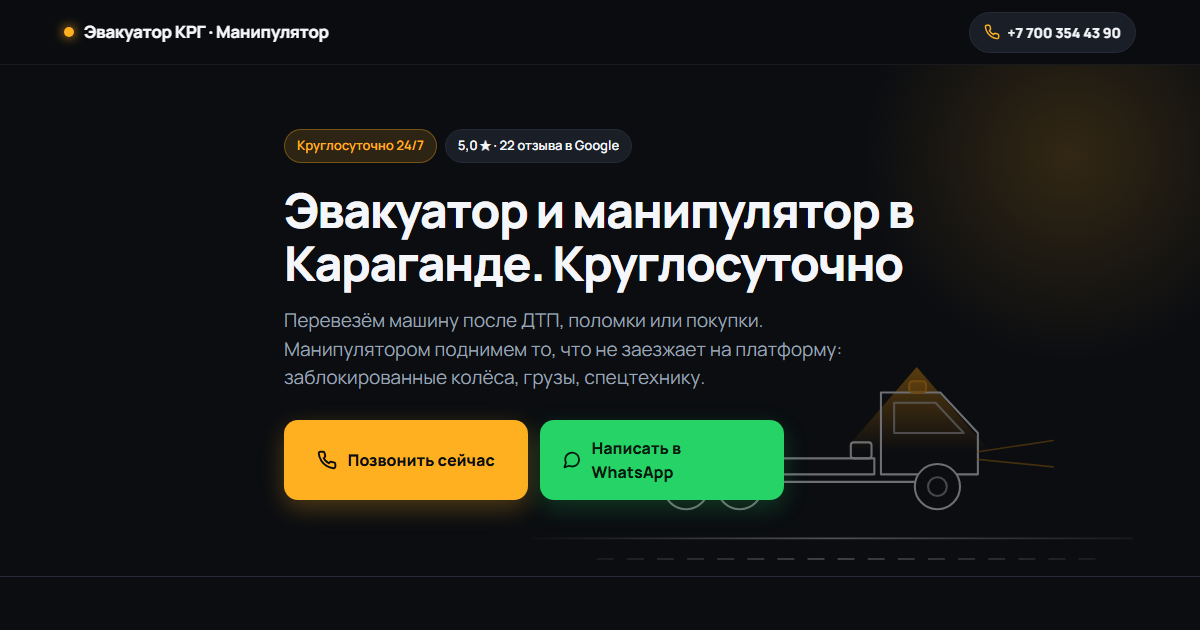 Эвакуатор КРГ · Манипулятор
+7 700 354 43 90
Круглосуточно 24/7
5,0 ★ · 22 отзыва в Google
Эвакуатор и манипулятор в
Караганде. Круглосуточно
Перевезём машину после ДТП, поломки или покупки.
Манипулятором поднимем то, что не заезжает на платформу:
заблокированные колёса, грузы, спецтехнику.
Позвонить сейчас
Написать в
WhatsApp